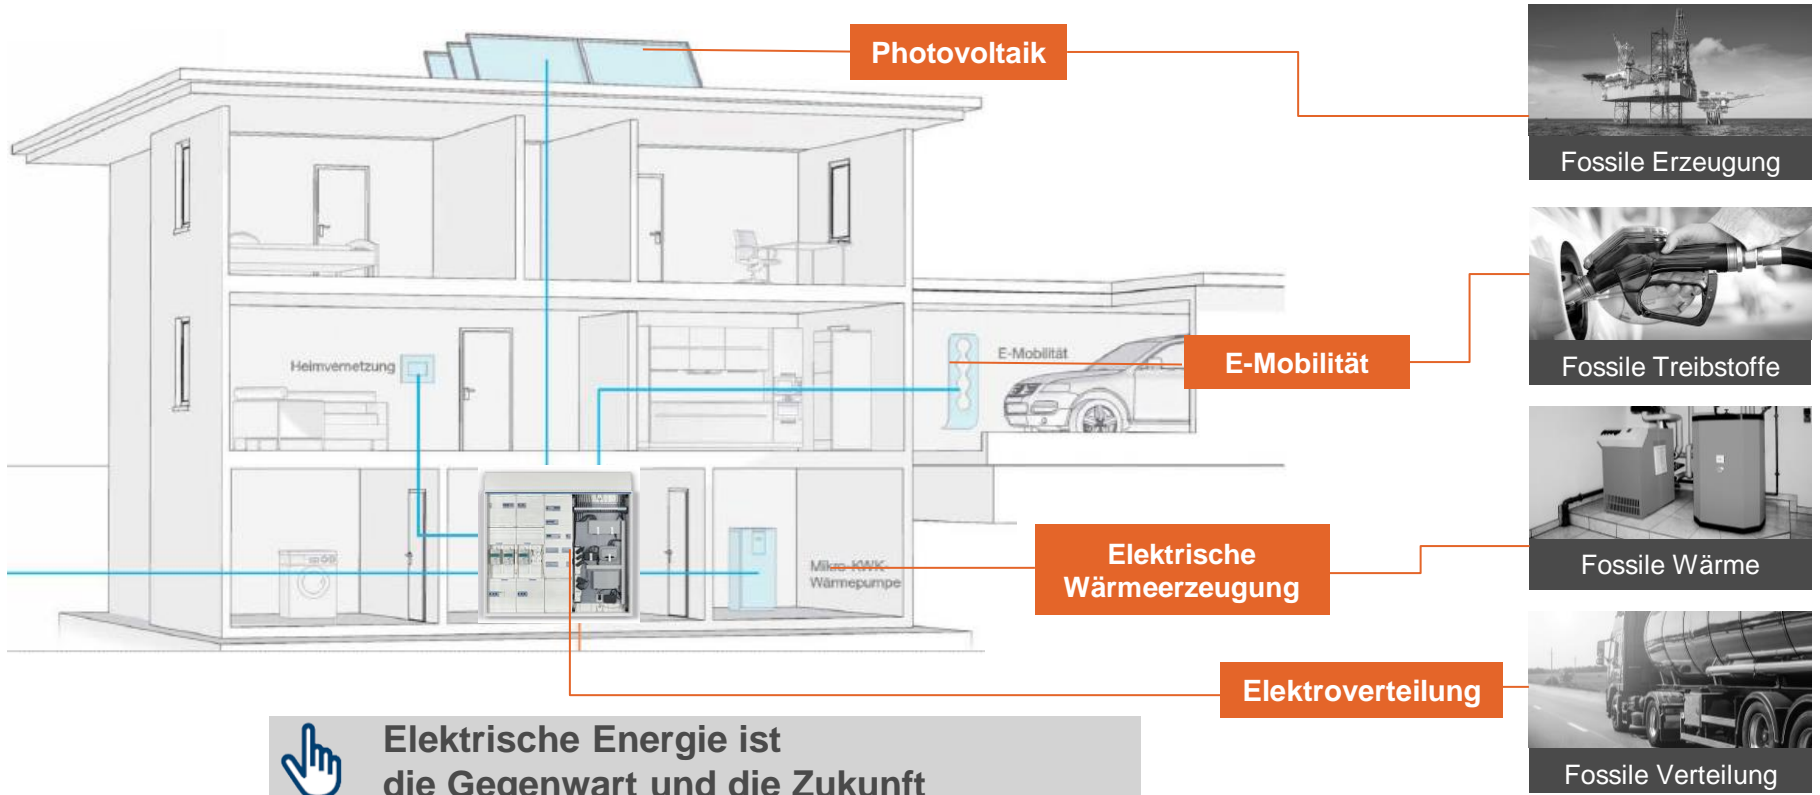 Photovoltaik
Fossile Erzeugung
Heimvernetzung
E-Mobilität
E-Mobilität
Fossile Treibstoffe
Mikro-KWK-
Wärmepumpe
Elektrische
Wärmeerzeugung
Fossile Wärme
Elektroverteilung
Fossile Verteilung
Elektrische Energie ist
die Gegenwart und die Zukunft